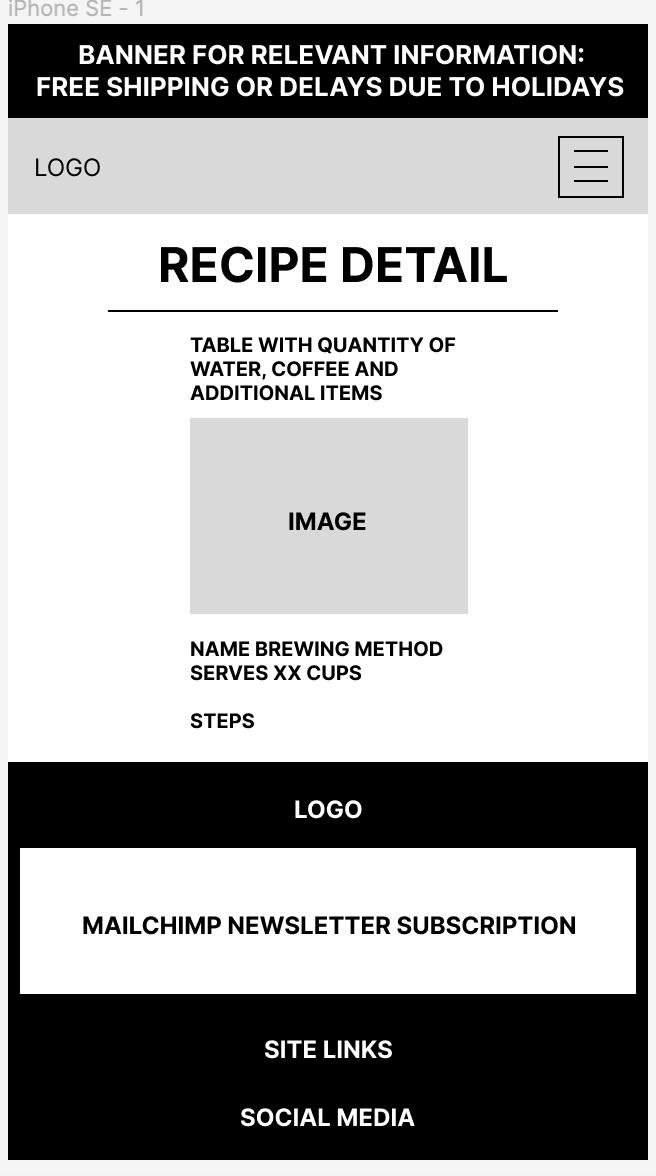 iPhone SE - 1
BANNER FOR RELEVANT INFORMATION:
FREE SHIPPING OR DELAYS DUE TO HOLIDAYS
LOGO
RECIPE DETAIL
TABLE WITH QUANTITY OF
WATER, COFFEE AND
ADDITIONAL ITEMS
IMAGE
NAME BREWING METHOD
SERVES XX CUPS
STEPS
LOGO
MAILCHIMP NEWSLETTER SUBSCRIPTION
SITE LINKS
SOCIAL MEDIA